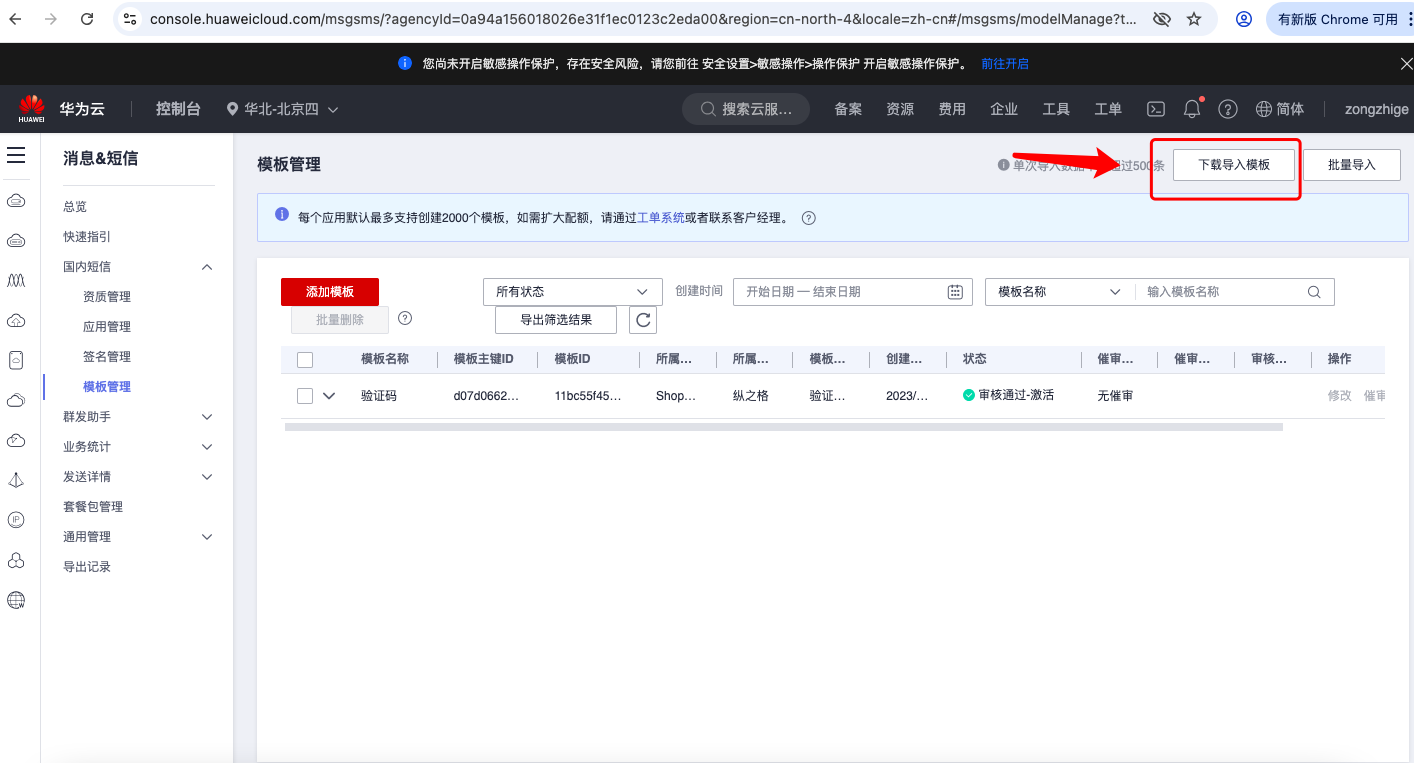 console.huaweicloud.com/msgsms/?agencyId=0a94a156018026e31f1ec0123c2eda00&region=cn-north-4&locale=zh-cn#/msgsms/modelManage?t...
有新版 Chrome 可用
您尚未开启敏感操作保护，存在安全风险，请您前往 安全设置>敏感操作>操作保护 开启敏感操作保护。 前往开启
HUAWEI 华为云 控制台 华北-北京四 搜索云服... 备案 资源 费用 企业 工具 工单 简体 zongzhige
消息&短信
总览
快速指引
国内短信
资质管理
应用管理
签名管理
模板管理
群发助手
业务统计
发送详情
套餐包管理
通用管理
导出记录
IP
W
模板管理 单次导入数据 超过500条 下载导入模板 批量导入
每个应用默认最多支持创建2000个模板，如需扩大配额，请通过工单系统或者联系客户经理。
添加模板 所有状态 创建时间 开始日期 — 结束日期 模板名称 输入模板名称
批量删除 导出筛选结果
模板名称 模板主键ID 模板ID 所属... 所属... 模板... 创建... 状态 催审... 催审... 审核... 操作
验证码 d07d0662... 11bc55f45... Shop... 纵之格 验证... 2023/... 审核通过-激活 无催审 修改 催审